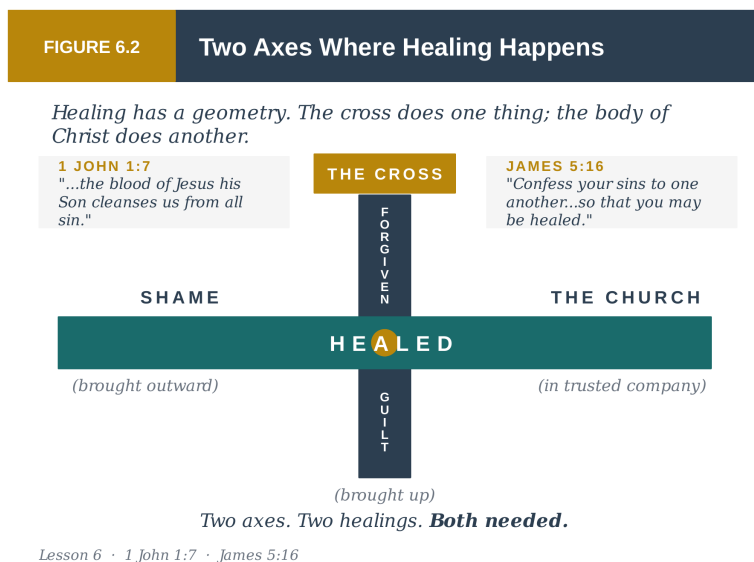 FIGURE 6.2
Two Axes Where Healing Happens
Healing has a geometry. The cross does one thing; the body of
Christ does another.
1 JOHN 1:7
"...the blood of Jesus his
Son cleanses us from all
sin."
THE CROSS
JAMES 5:16
"Confess your sins to one
another...so that you may
be healed."
FORGIVEN
SHAME
THE CHURCH
HEALED
(brought outward)
(in trusted company)
GUILT
(brought up)
Two axes. Two healings. Both needed.
Lesson 6 · 1 John 1:7 · James 5:16